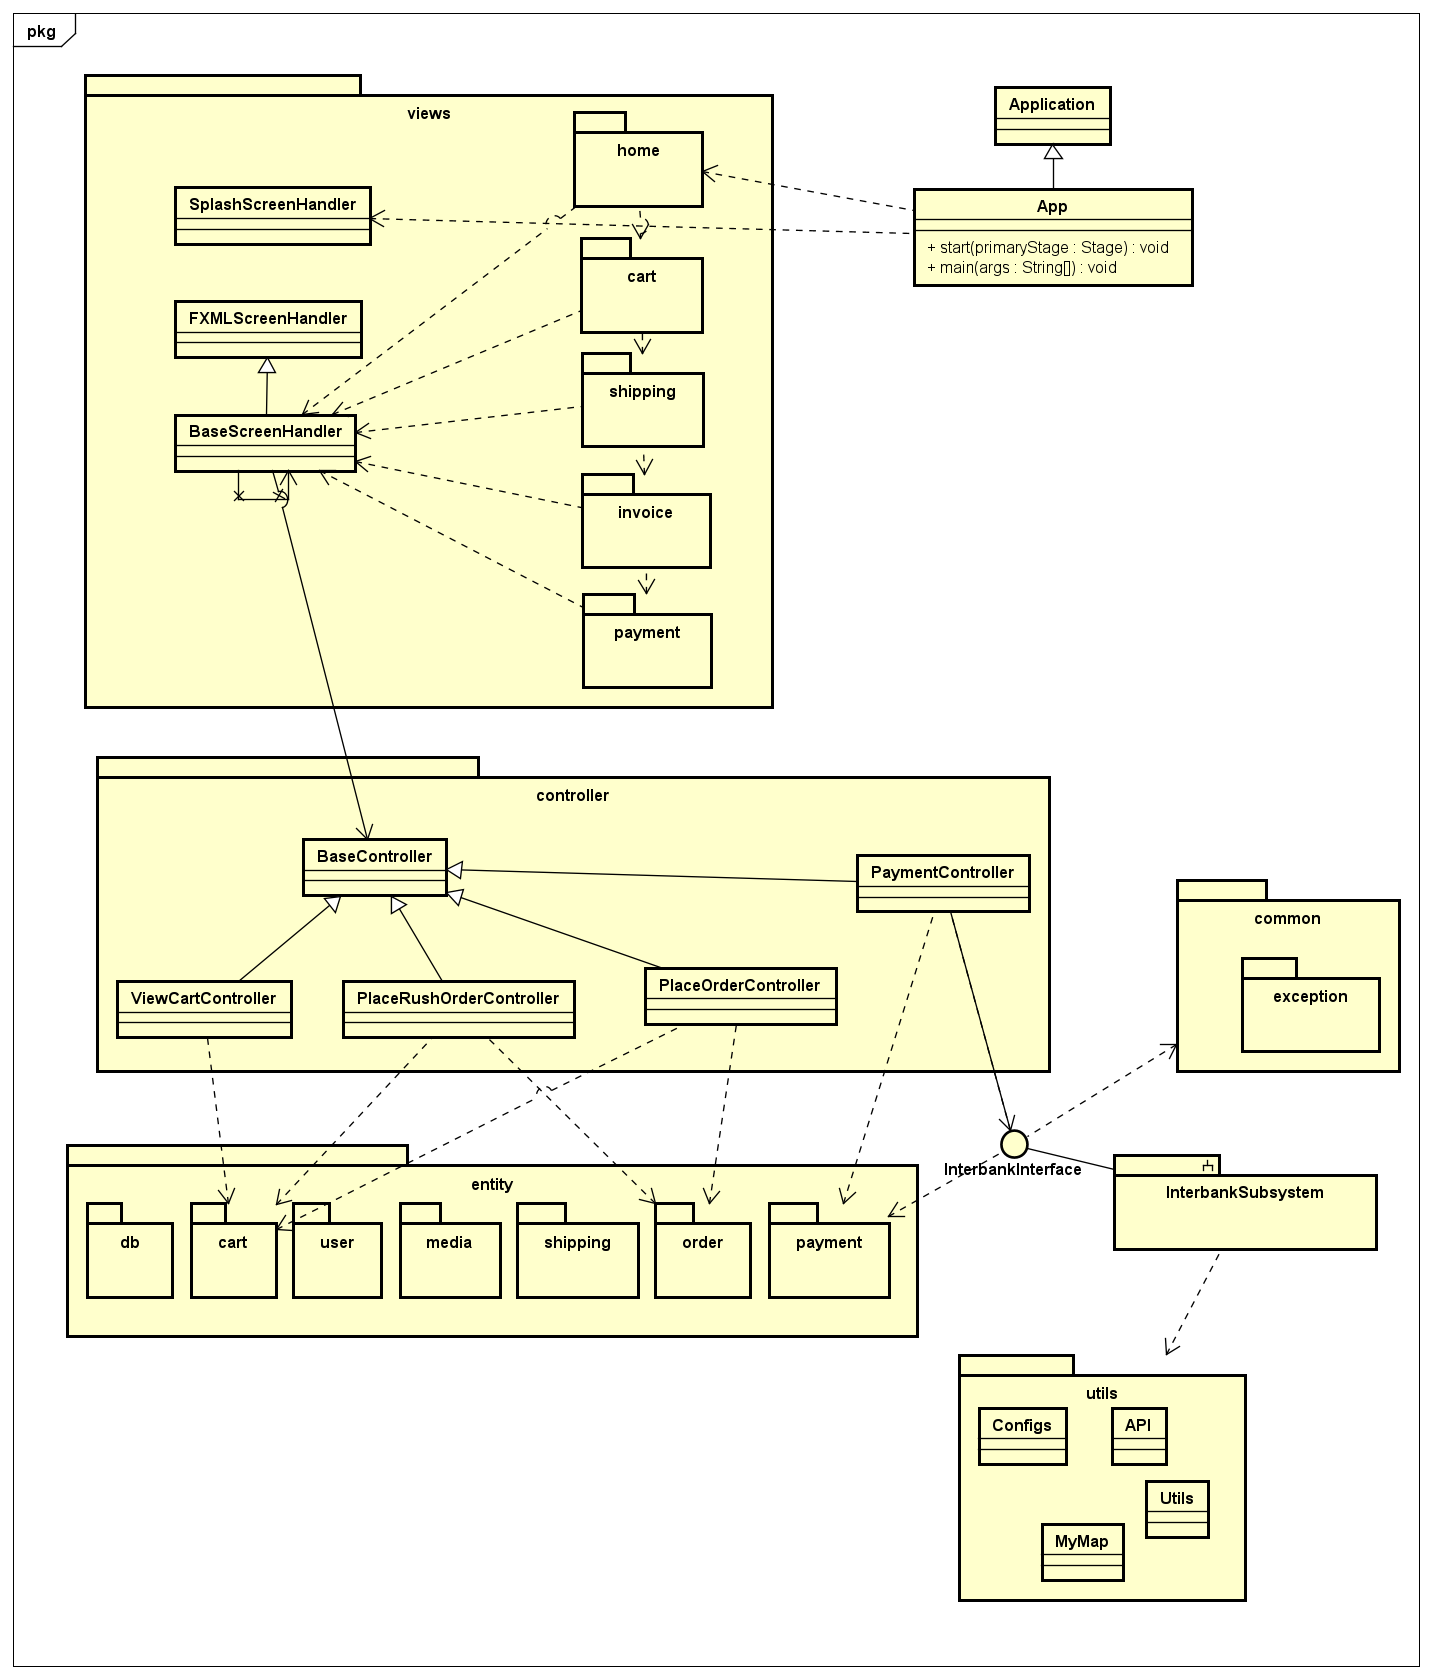 pkg
views
home
SplashScreenHandler
cart
FXMLScreenHandler
shipping
BaseScreenHandler
invoice
payment
Application
App
+ start(primaryStage : Stage) : void
+ main(args : String[]) : void
controller
BaseController
PaymentController
ViewCartController
PlaceRushOrderController
PlaceOrderController
common
exception
InterbankInterface
InterbankSubsystem
entity
db
cart
user
media
shipping
order
payment
utils
Configs
API
Utils
MyMap